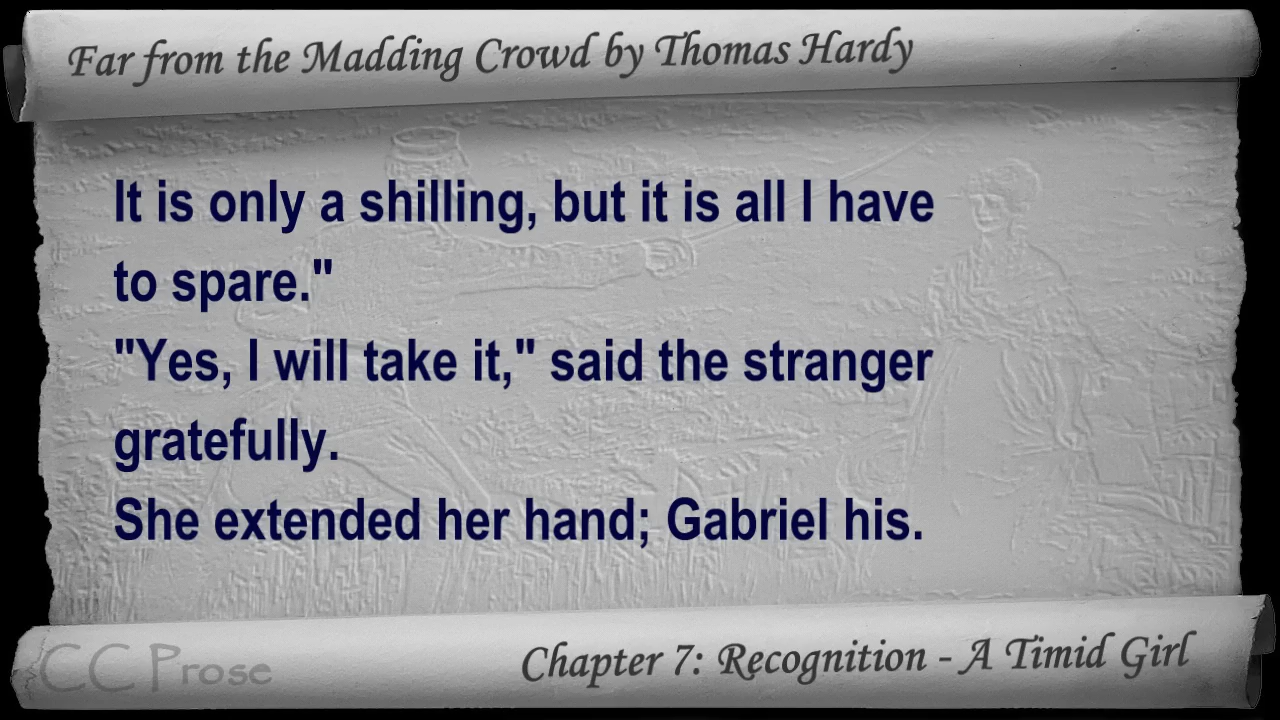 Far from the Madding Crowd by Thomas Hardy
It is only a shilling, but it is all I have
to spare."
"Yes, I will take it," said the stranger
gratefully.
She extended her hand; Gabriel his.
CC Prose
Chapter 7: Recognition - A Timid Girl